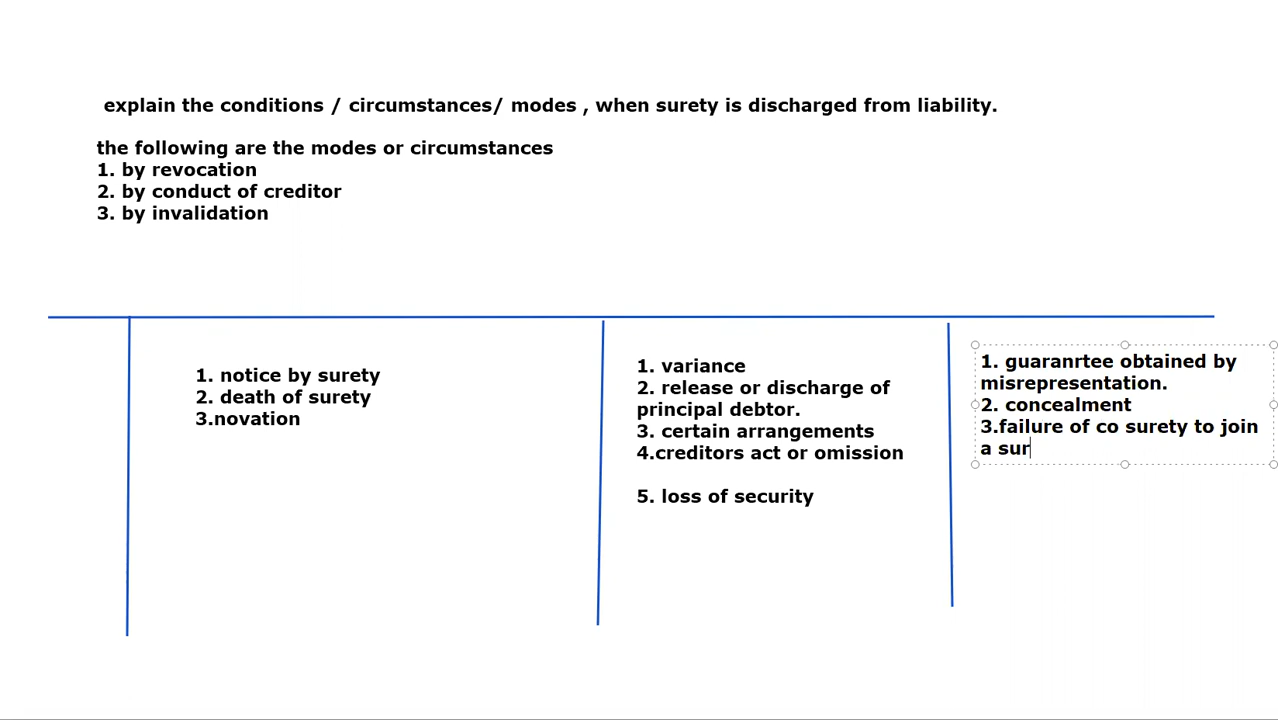 explain the conditions / circumstances/ modes , when surety is discharged from liability.
the following are the modes or circumstances
1. by revocation
2. by conduct of creditor
3. by invalidation
1. notice by surety
2. death of surety
3.novation
1. variance
2. release or discharge of
principal debtor.
3. certain arrangements
4.creditors act or omission
5. loss of security
1. guaranrtee obtained by
misrepresentation.
2. concealment
3.failure of co surety to join
a sur